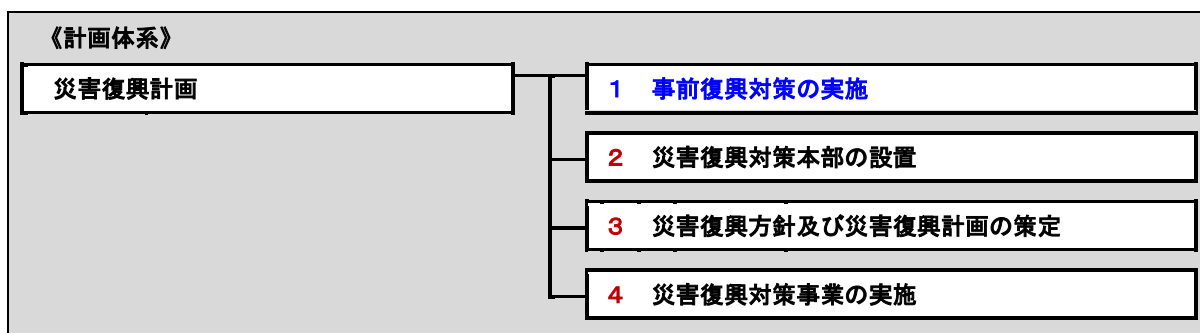 《計画体系》
災害復興計画
1 事前復興対策の実施
2 災害復興対策本部の設置
3 災害復興方針及び災害復興計画の策定
4 災害復興対策事業の実施